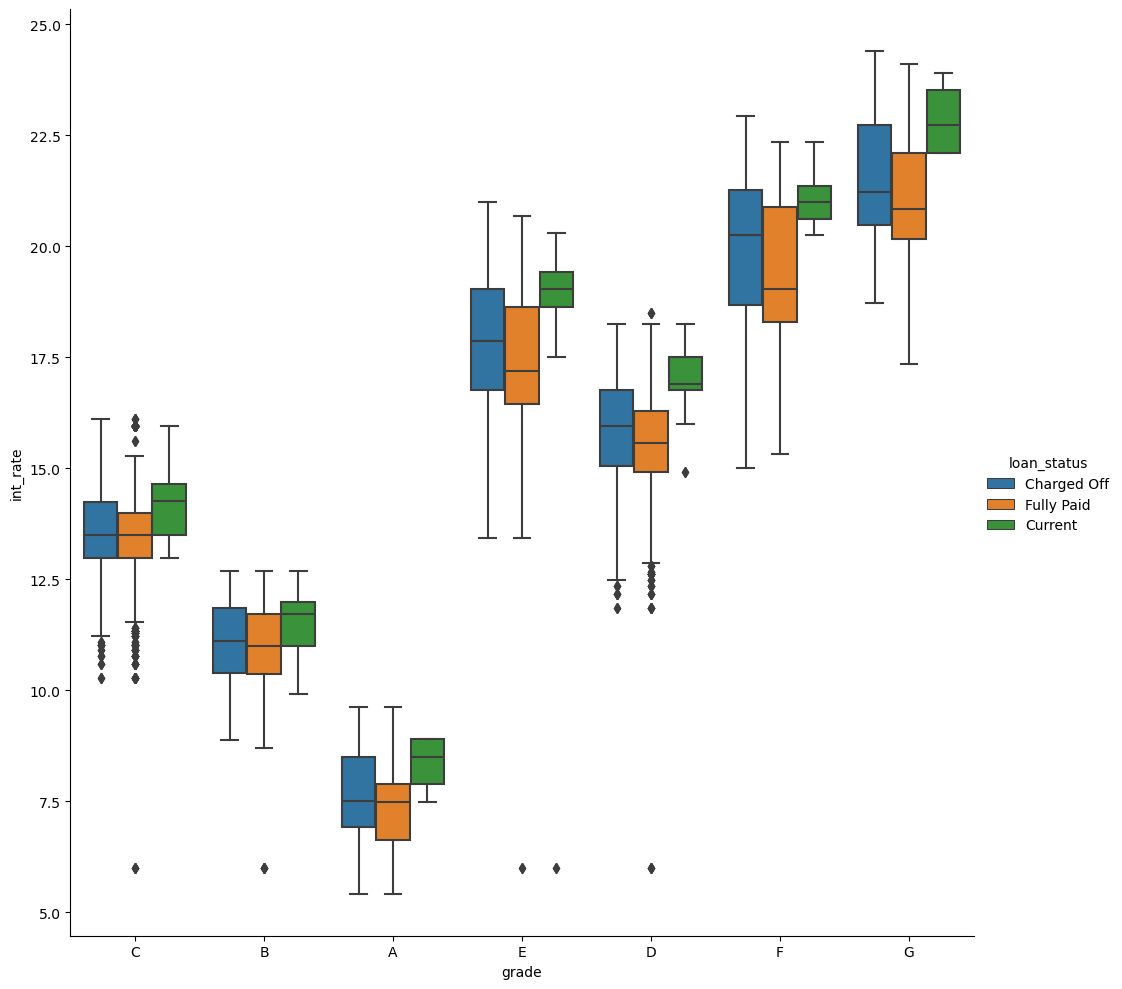 25.0
22.5
20.0
17.5
15.0
12.5
10.0
7.5
5.0
int_rate
C B A E D F G
grade
loan_status
Charged Off
Fully Paid
Current